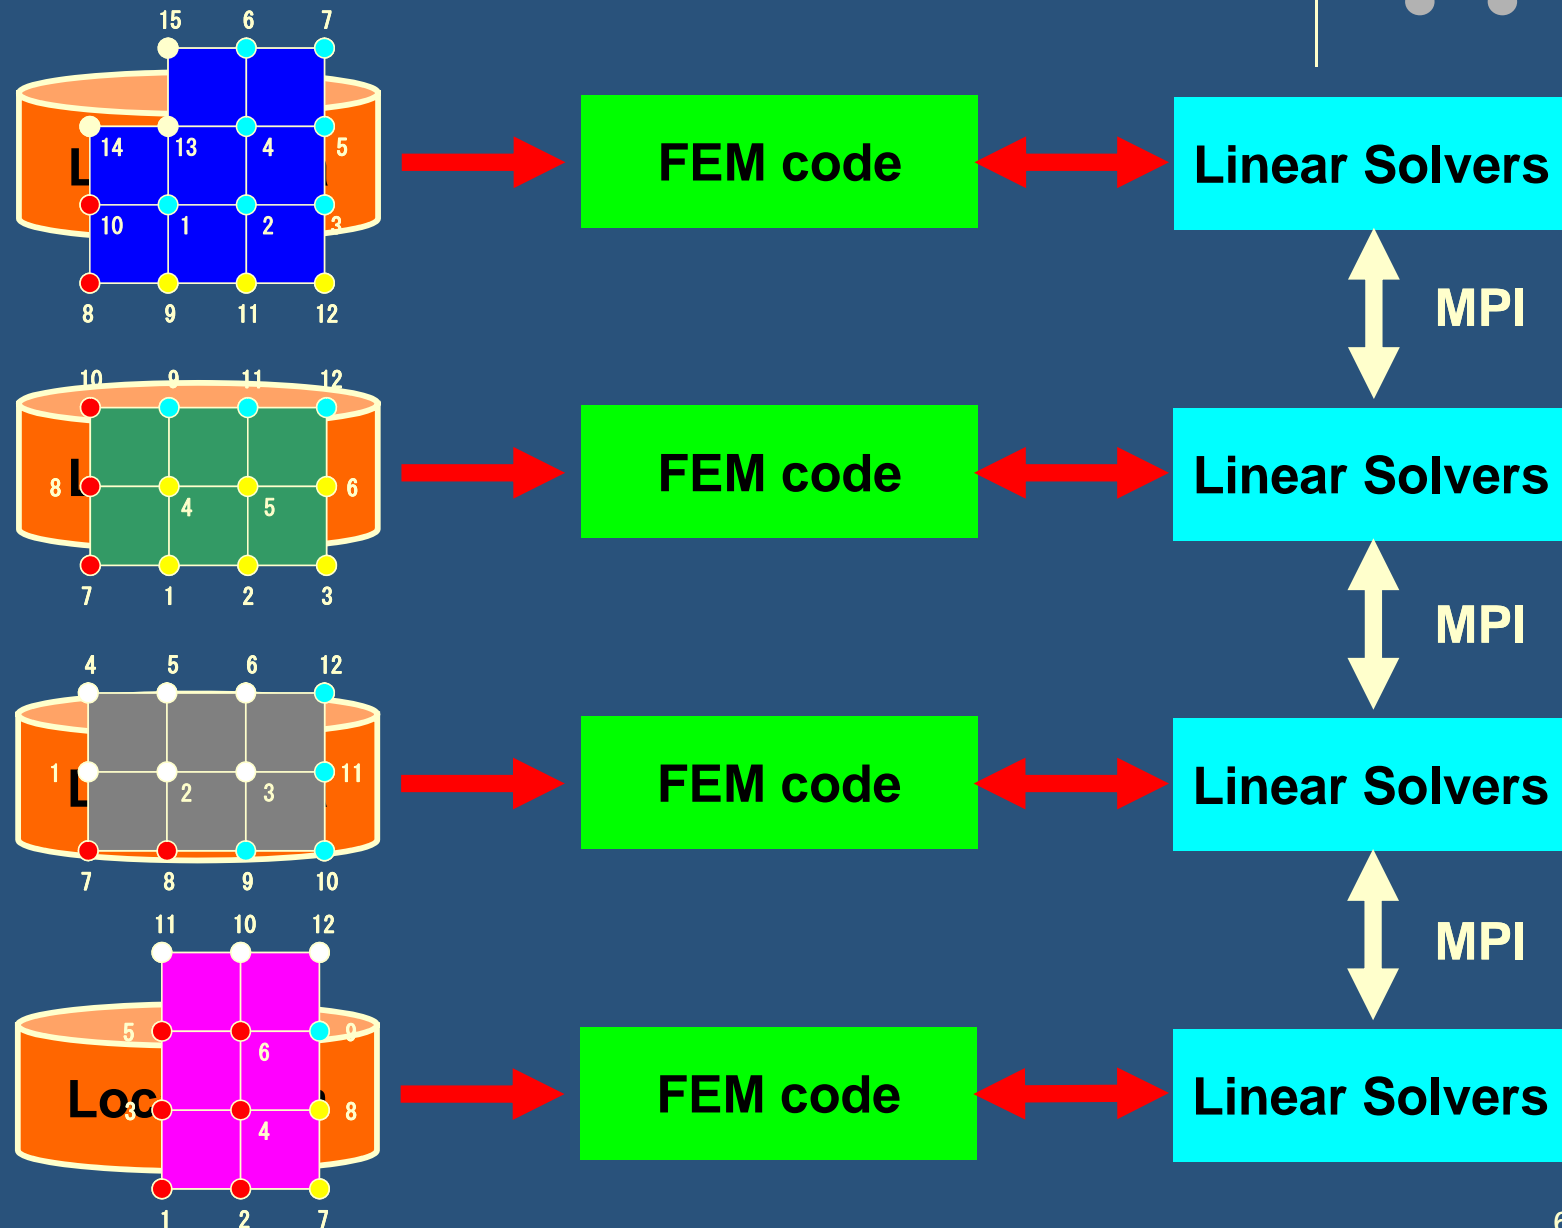 15 6 7
14 13 4 5
10 1 2 3
8 9 11 12
FEM code
Linear Solvers
MPI
10 9 11 12
8 4 5 6
7 1 2 3
FEM code
Linear Solvers
MPI
4 5 6 12
1 2 3 11
7 8 9 10
FEM code
Linear Solvers
MPI
11 10 12
5 6 9
3 4 8
1 2 7
FEM code
Linear Solvers